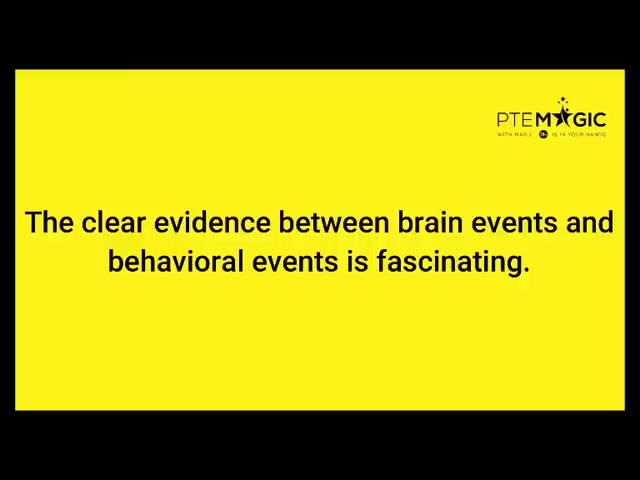 PTEMAGIC
The clear evidence between brain events and
behavioral events is fascinating.